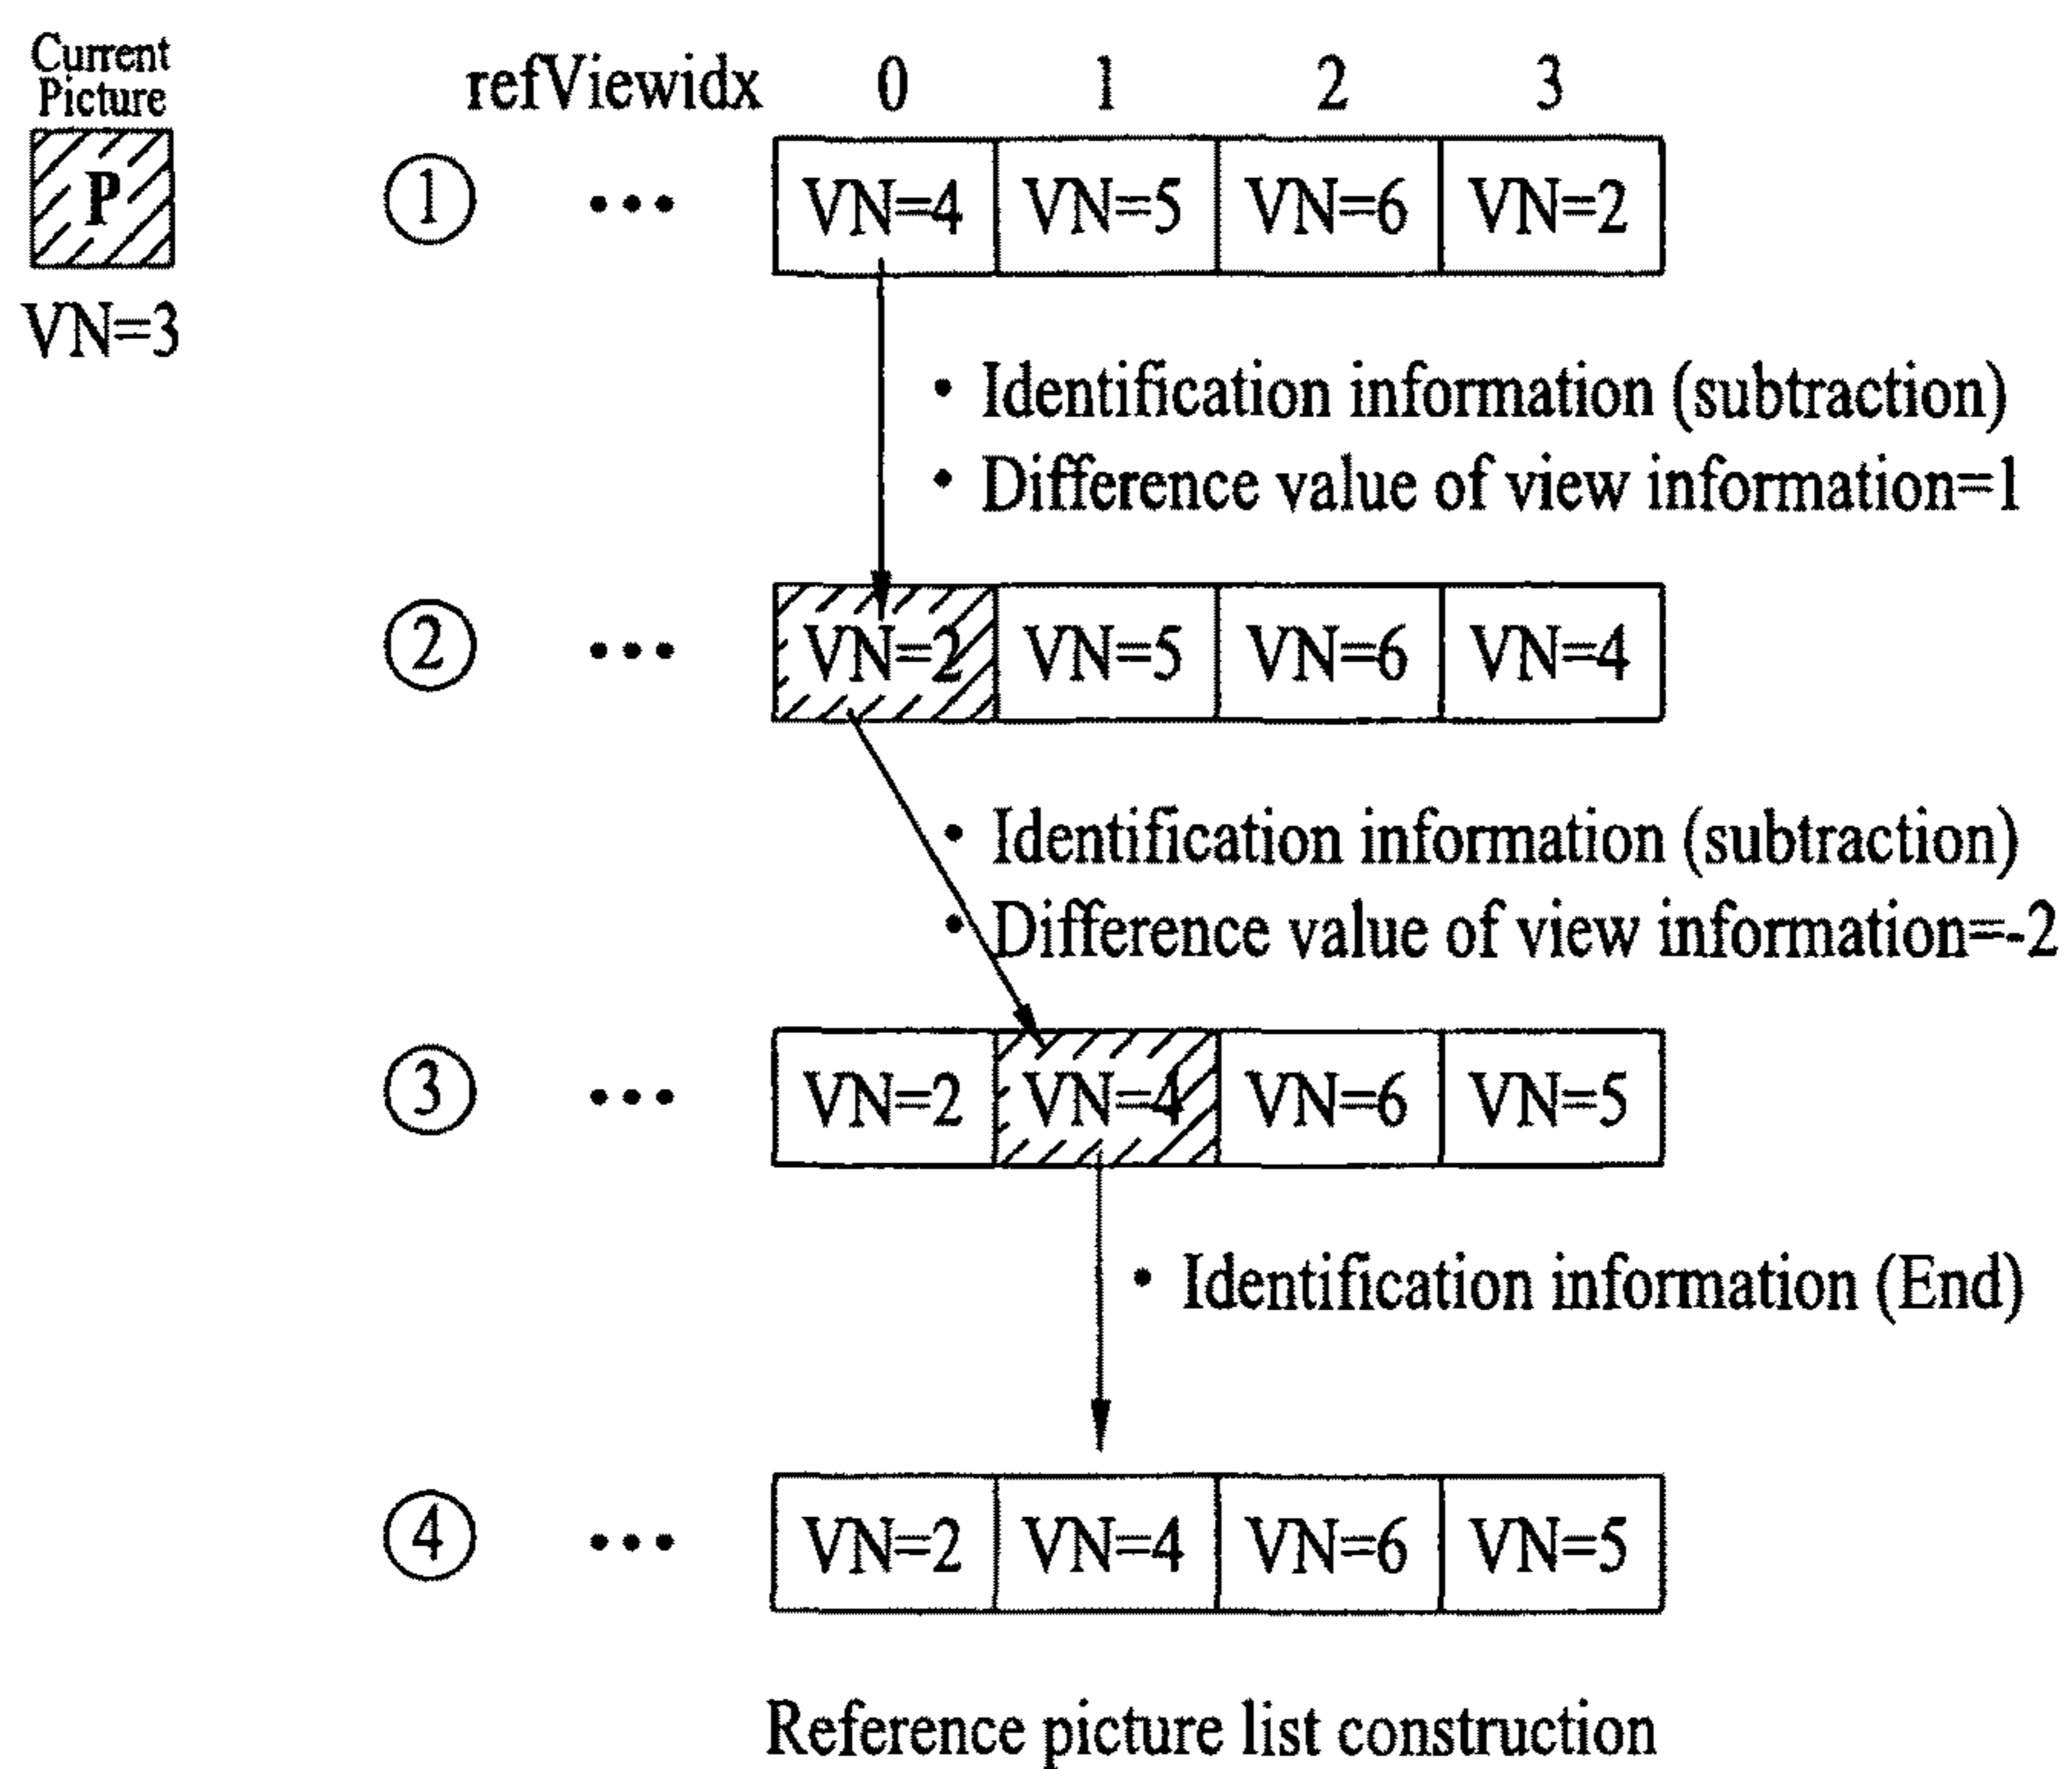 Current
Picture
P
VN=3
refViewidx 0 1 2 3
1 ••• VN=4 VN=5 VN=6 VN=2
• Identification information (subtraction)
• Difference value of view information=1
2 ••• VN=2 VN=5 VN=6 VN=4
• Identification information (subtraction)
• Difference value of view information=-2
3 ••• VN=2 VN=4 VN=6 VN=5
• Identification information (End)
4 ••• VN=2 VN=4 VN=6 VN=5
Reference picture list construction